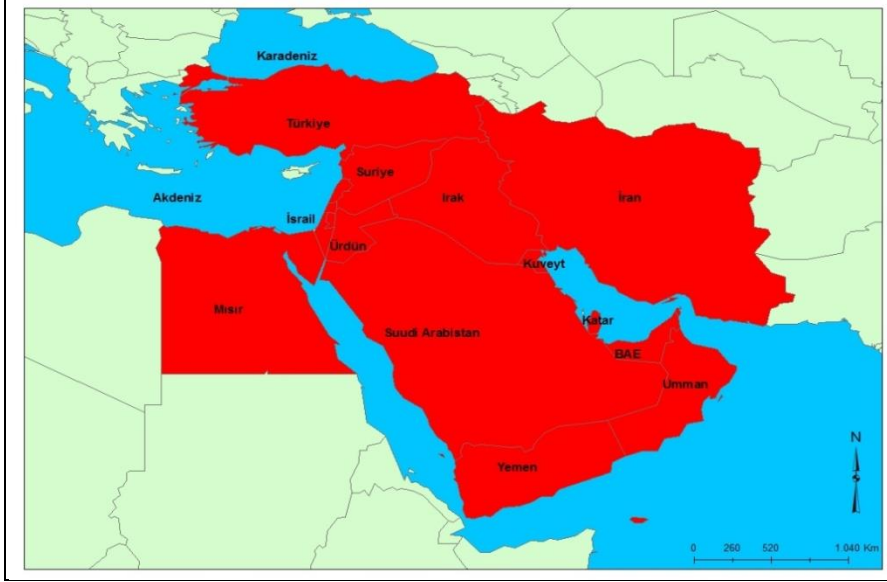 Karadeniz
Türkiye
Suriye
Akdeniz
Irak
İran
İsrail
Ürdün
Kuveyt
Mısır
Katar
Suudi Arabistan
BAE
Umman
Yemen
N
0 260 520 1.040 Km